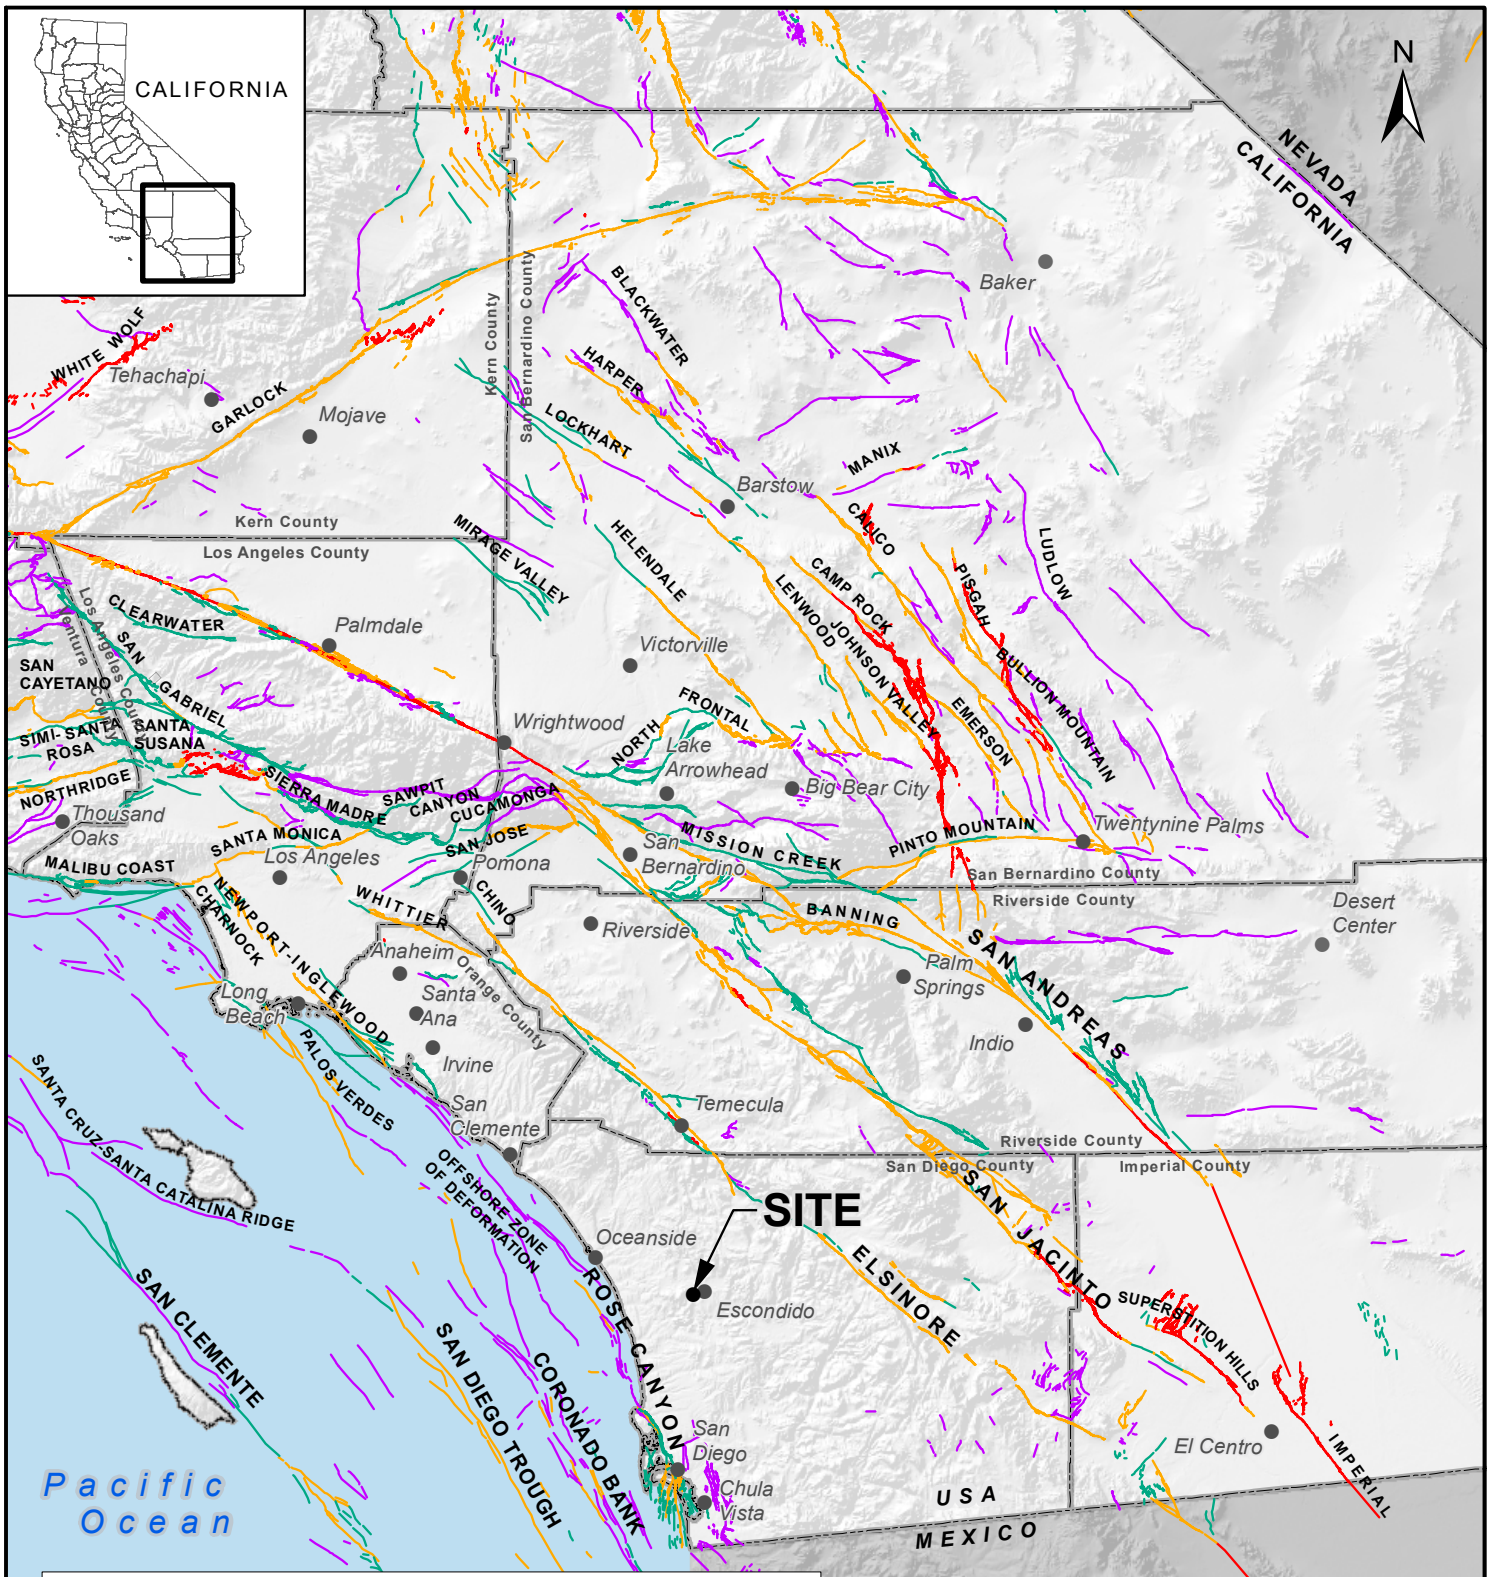 CALIFORNIA
N
NEVADA
CALIFORNIA
Baker
WHITE WOLF
Tehachapi
GARLOCK
Mojave
Kern County
San Bernardino County
BLACKWATER
HARPER
LOCKHART
Barstow
MANIX
CALICO
LUDLOW
PISGAH
Kern County
Los Angeles County
MIRAGE VALLEY
HELENDALE
CAMP ROCK
LENWOOD
JOHNSON VALLEY
BULLION MOUNTAIN
EMERSON
CLEARWATER
Los Angeles County
Ventura County
SAN
GABRIEL
Palmdale
Victorville
SAN
CAYETANO
SIMI- SANTA
ROSA
SANTA
SUSANA
NORTHRIDGE
Wrightwood
NORTH
FRONTAL
Lake
Arrowhead
Big Bear City
Thousand
Oaks
SIERRA MADRE
SAWPIT
CANYON
CUCAMONGA
SANTA MONICA
SAN JOSE
Los Angeles
Pomona
MALIBU COAST
San
Bernardino
MISSION CREEK
PINTO MOUNTAIN
Twentynine Palms
San Bernardino County
Riverside County
CHARNOCK
NEWPORT-INGLEWOOD
WHITTIER
CHINO
Riverside
BANNING
Desert
Center
Anaheim
Orange County
Santa
Ana
Irvine
Long
Beach
PALOS VERDES
Palm
Springs
SAN ANDREAS
Indio
San
Clemente
Temecula
SANTA CRUZ-SANTA CATALINA RIDGE
OFFSHORE ZONE
OF DEFORMATION
Riverside County
San Diego County
Imperial County
SITE
Oceanside
Escondido
ROSE CANYON
ELSINORE
SAN JACINTO
SUPERSTITION HILLS
SAN CLEMENTE
SAN DIEGO TROUGH
CORONADO BANK
San
Diego
Chula
Vista
El Centro
IMPERIAL
Pacific
Ocean
USA
MEXICO